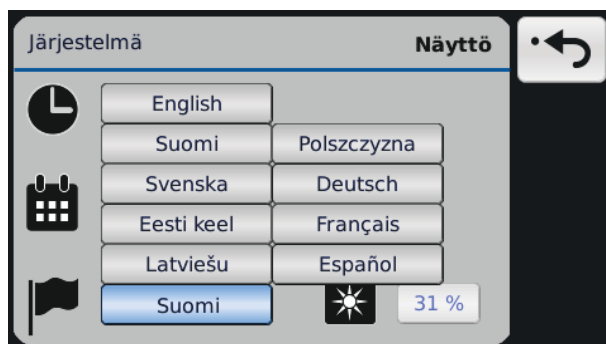 Järjestelmä Näyttö
English
Suomi Polszczyzna
Svenska Deutsch
Eesti keel Français
Latviešu Español
Suomi 31 %